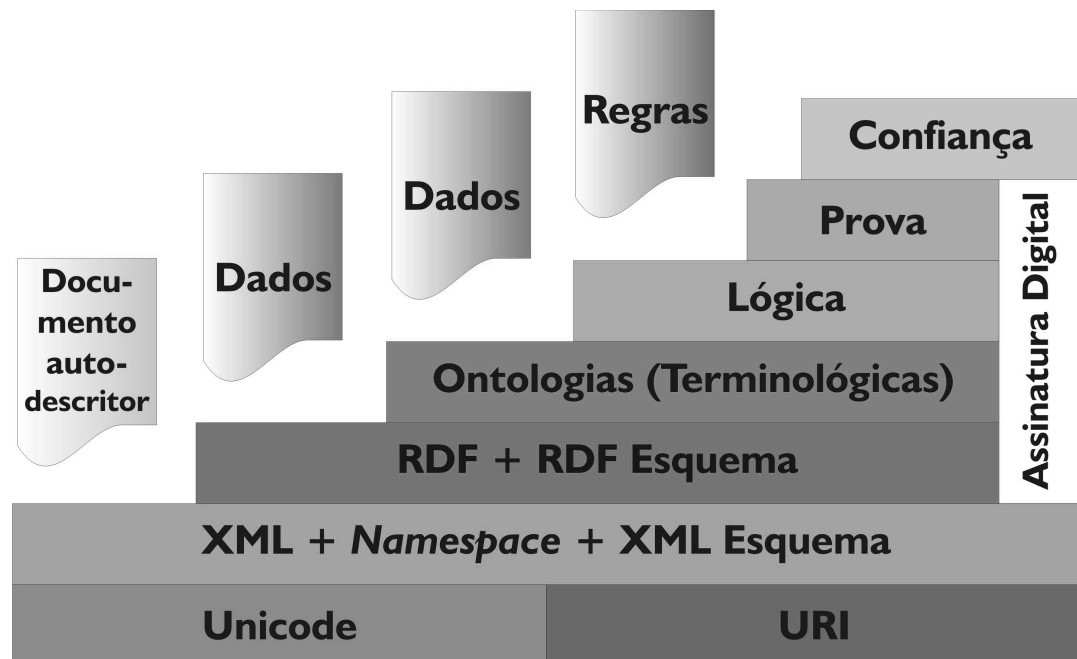 Regras
Confiança
Dados
Prova
Dados
Lógica
Docu-
mento
auto-
descritor
Ontologias (Terminológicas)
Assinatura Digital
RDF + RDF Esquema
XML + Namespace + XML Esquema
Unicode
URI